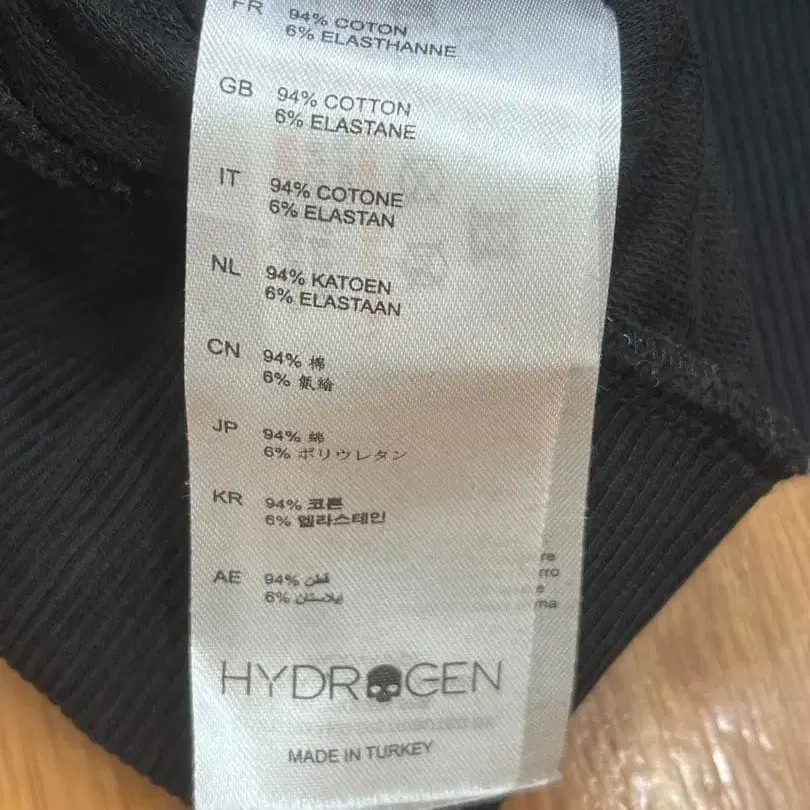 FR 94% COTON
6% ELASTHANNE
GB 94% COTTON
6% ELASTANE
IT 94% COTONE
6% ELASTAN
NL 94% KATOEN
6% ELASTAAN
CN 94% 棉
6% 氨綸
JP 94% 綿
6% ポリウレタン
KR 94% 코튼
6% 엘라스테인
AE 94% قطن
6% إيلاستان
HYDROGEN
MADE IN TURKEY